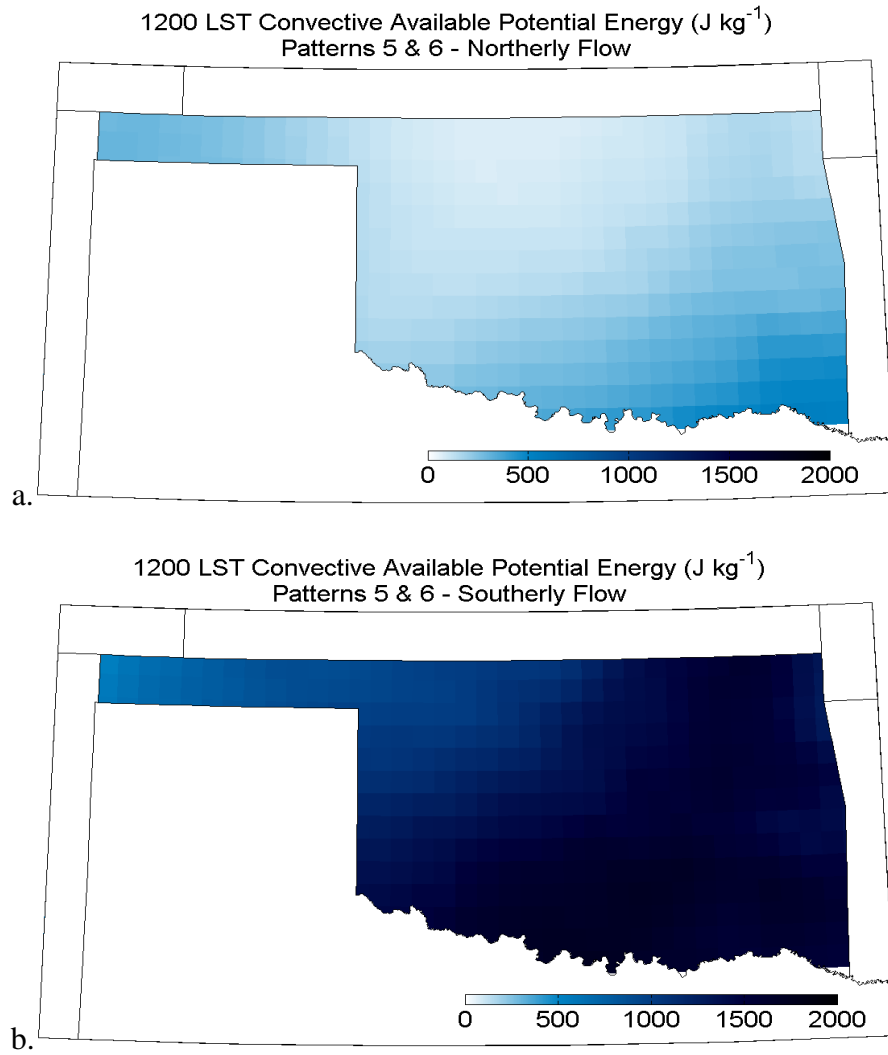 1200 LST Convective Available Potential Energy (J kg⁻¹)
Patterns 5 & 6 - Northerly Flow
0 500 1000 1500 2000
a.
1200 LST Convective Available Potential Energy (J kg⁻¹)
Patterns 5 & 6 - Southerly Flow
0 500 1000 1500 2000
b.